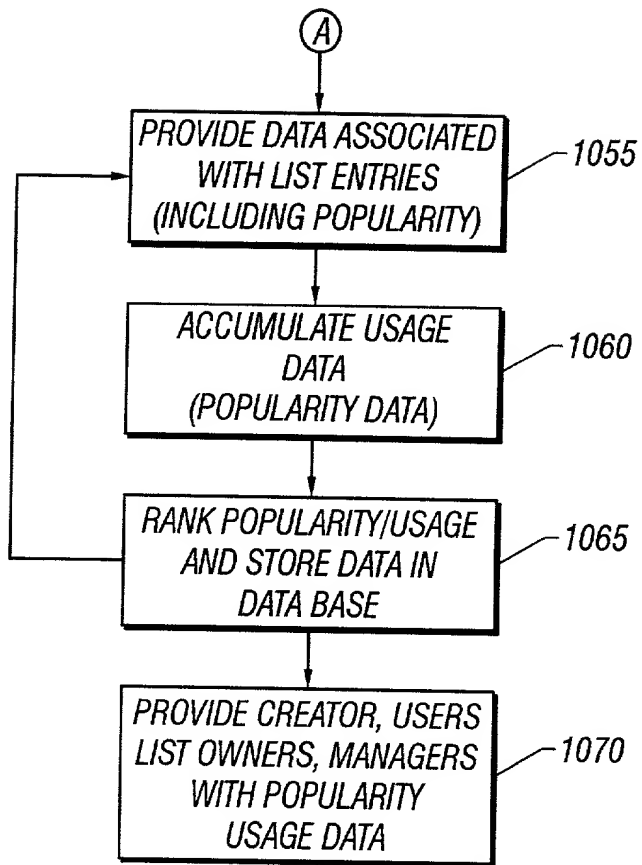 A
PROVIDE DATA ASSOCIATED
WITH LIST ENTRIES
(INCLUDING POPULARITY)
1055
ACCUMULATE USAGE
DATA
(POPULARITY DATA)
1060
RANK POPULARITY/USAGE
AND STORE DATA IN
DATA BASE
1065
PROVIDE CREATOR, USERS
LIST OWNERS, MANAGERS
WITH POPULARITY
USAGE DATA
1070